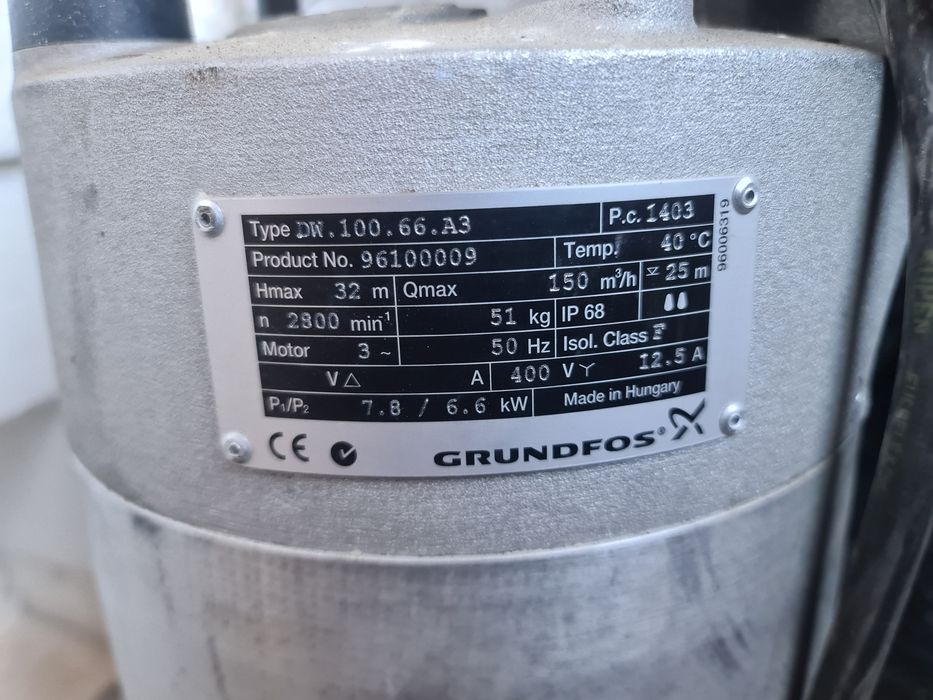 Type DW.100.66.A3 P.c. 1403
Product No. 96100009 Temp. 40 °C
Hmax 32 m Qmax 150 m³/h 25 m
n 2800 min⁻¹ 51 kg IP 68
Motor 3 ~ 50 Hz Isol. Class F
V △ A 400 V Y 12.5 A
P₁/P₂ 7.8 / 6.6 kW Made in Hungary
CE GRUNDFOS®
96006319